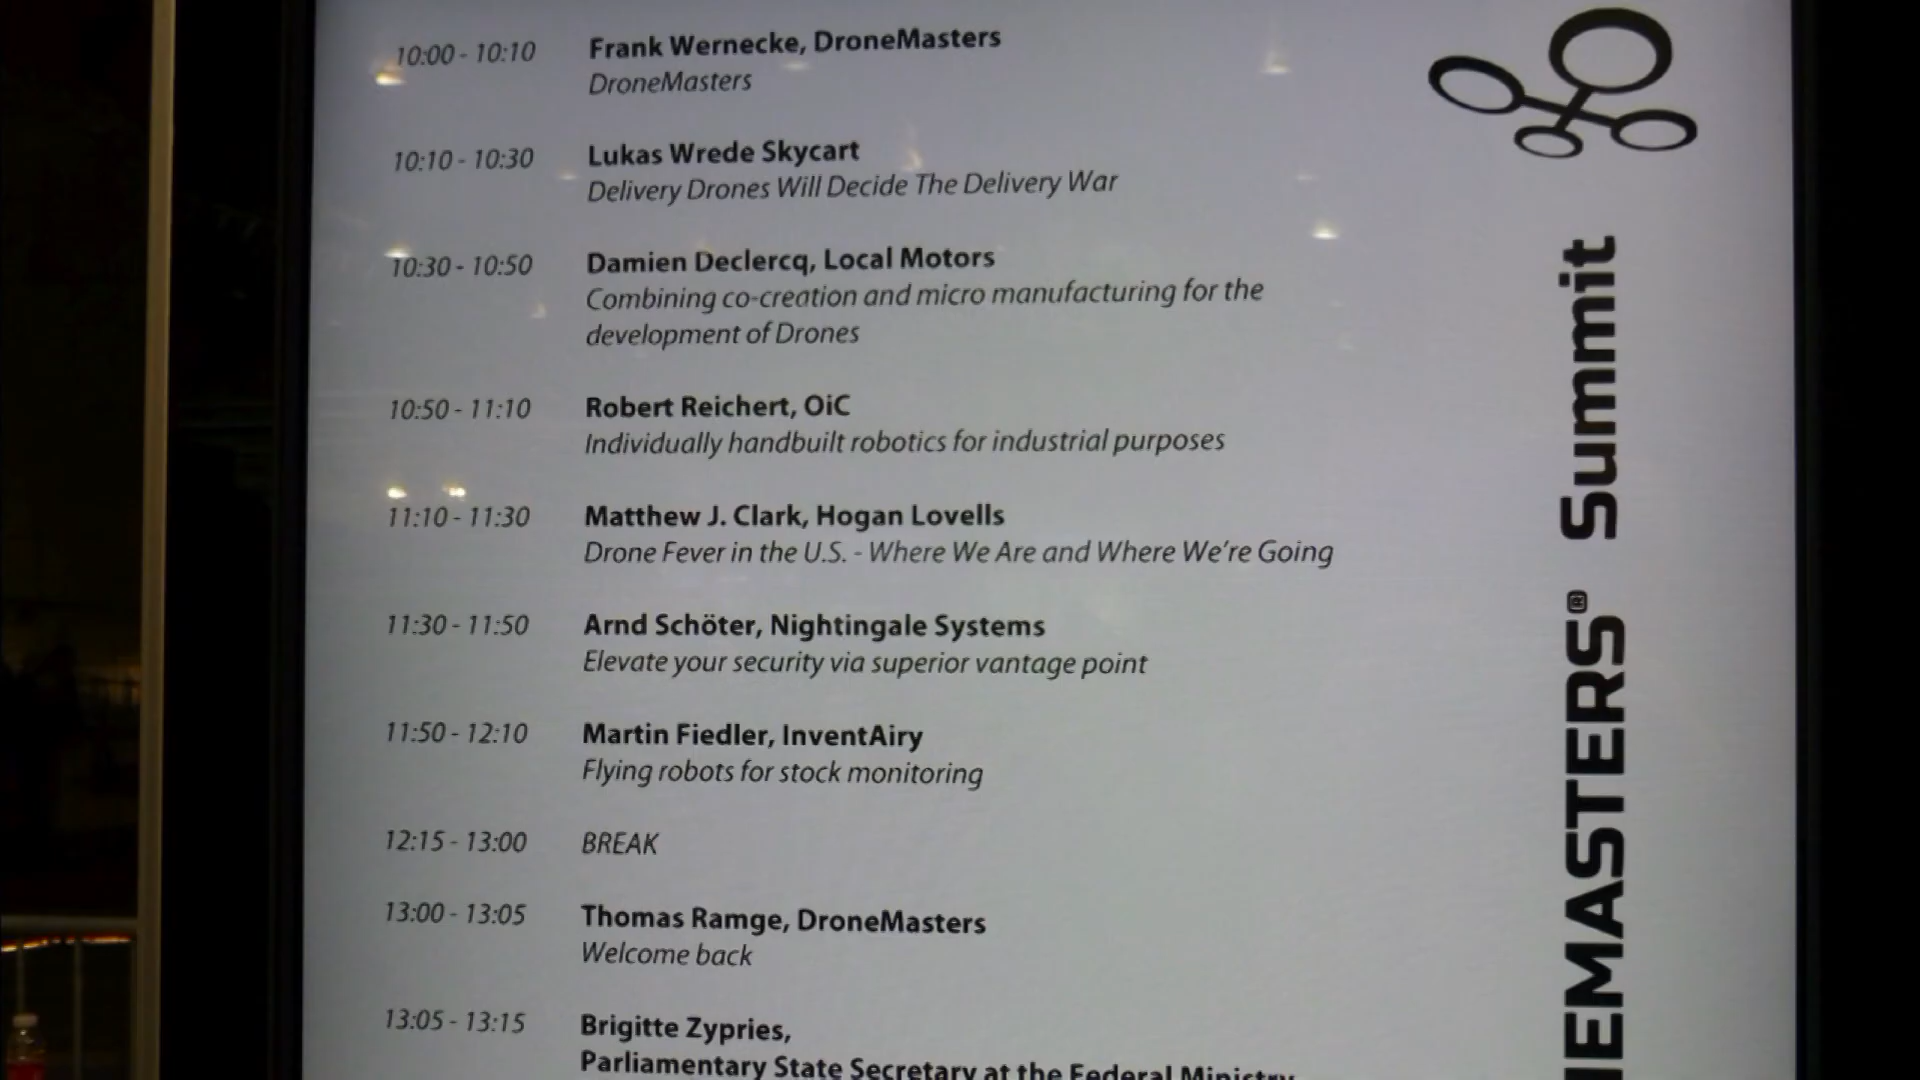 10:00 - 10:10 Frank Wernecke, DroneMasters
DroneMasters
10:10 - 10:30 Lukas Wrede Skycart
Delivery Drones Will Decide The Delivery War
10:30 - 10:50 Damien Declercq, Local Motors
Combining co-creation and micro manufacturing for the
development of Drones
10:50 - 11:10 Robert Reichert, OiC
Individually handbuilt robotics for industrial purposes
11:10 - 11:30 Matthew J. Clark, Hogan Lovells
Drone Fever in the U.S. - Where We Are and Where We're Going
11:30 - 11:50 Arnd Schöter, Nightingale Systems
Elevate your security via superior vantage point
11:50 - 12:10 Martin Fiedler, InventAiry
Flying robots for stock monitoring
12:15 - 13:00 BREAK
13:00 - 13:05 Thomas Ramge, DroneMasters
Welcome back
13:05 - 13:15 Brigitte Zypries,
Parliamentary State Secretary at the Federal Ministry
EMASTERS® Summit